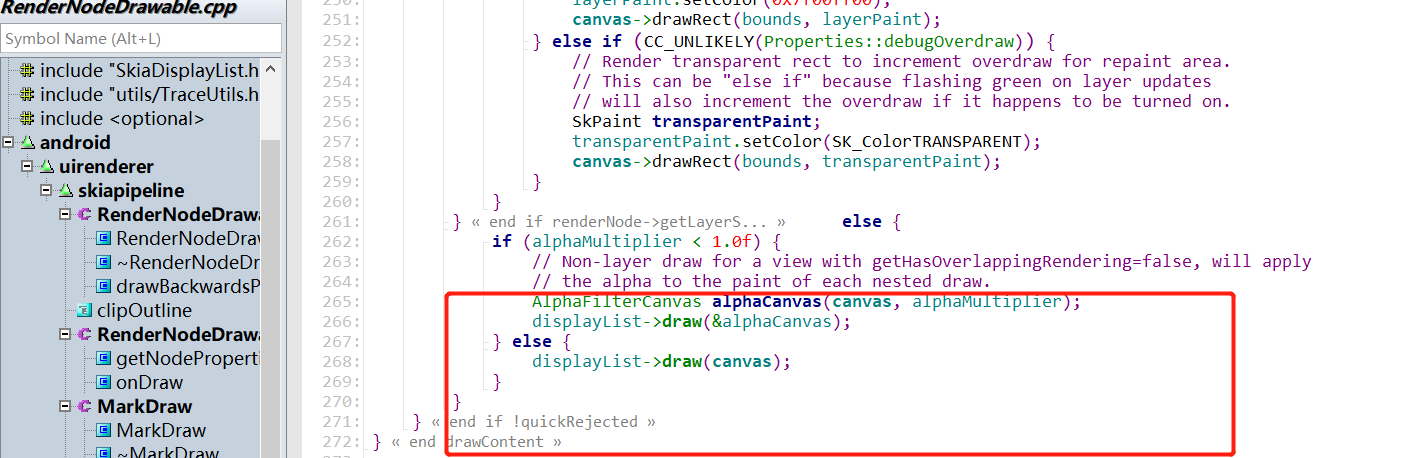 RenderNodeDrawable.cpp
Symbol Name (Alt+L)
include "SkiaDisplayList.h
include "utils/TraceUtils.h
include <optional>
android
uirenderer
skiapipeline
RenderNodeDrawa
RenderNodeDraw
~RenderNodeDr
drawBackwardsP
clipOutline
RenderNodeDrawa
getNodePropert
onDraw
MarkDraw
MarkDraw
~MarkDraw
250: layerPaint.setColor(0x7f00ff00);
251: canvas->drawRect(bounds, layerPaint);
252: } else if (CC_UNLIKELY(Properties::debugOverdraw)) {
253: // Render transparent rect to increment overdraw for repaint area.
254: // This can be "else if" because flashing green on layer updates
255: // will also increment the overdraw if it happens to be turned on.
256: SkPaint transparentPaint;
257: transparentPaint.setColor(SK_ColorTRANSPARENT);
258: canvas->drawRect(bounds, transparentPaint);
259: }
260: }
261: } « end if renderNode->getLayerS... » else {
262: if (alphaMultiplier < 1.0f) {
263: // Non-layer draw for a view with getHasOverlappingRendering=false, will apply
264: // the alpha to the paint of each nested draw.
265: AlphaFilterCanvas alphaCanvas(canvas, alphaMultiplier);
266: displayList->draw(&alphaCanvas);
267: } else {
268: displayList->draw(canvas);
269: }
270: }
271: } « end if !quickRejected »
272: } « end drawContent »